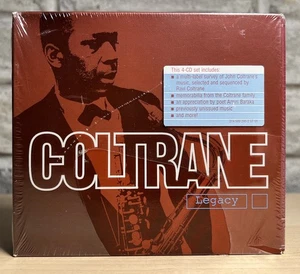 This 4-CD set includes
■ a multi-label survey of John Coltrane's
music, selected and sequenced by
Ravi Coltrane
■ memorabilia from the Coltrane family
■ an appreciation by poet Amiri Baraka
■ previously unissued music
■ and more!
COLTRANE
Legacy